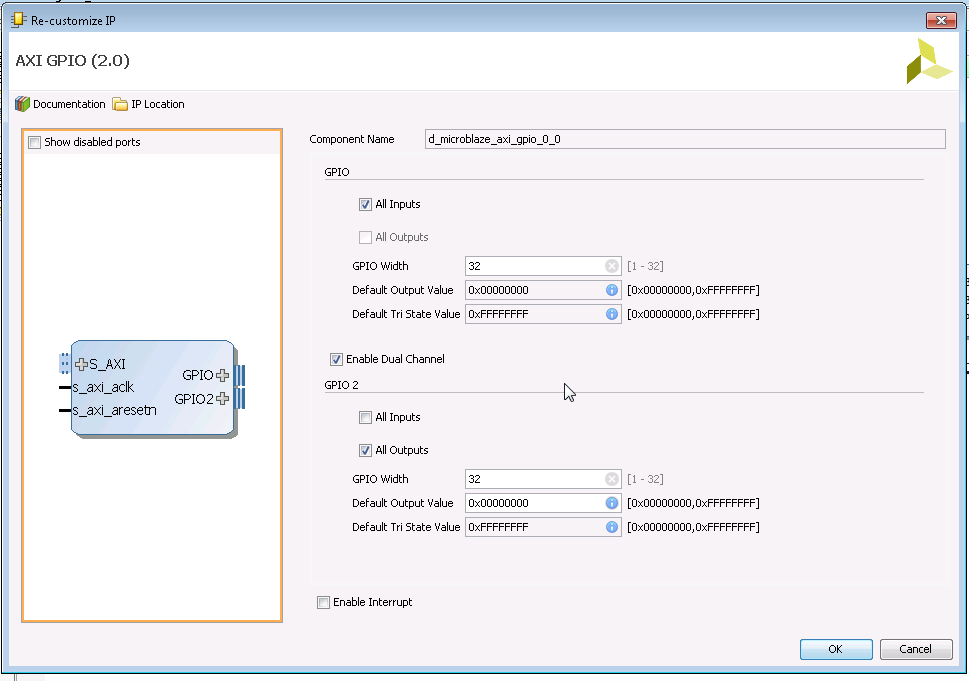 Re-customize IP
AXI GPIO (2.0)
Documentation IP Location
Show disabled ports
Component Name d_microblaze_axi_gpio_0_0
GPIO
All Inputs
All Outputs
GPIO Width 32 [1 - 32]
Default Output Value 0x00000000 [0x00000000,0xFFFFFFFF]
Default Tri State Value 0xFFFFFFFF [0x00000000,0xFFFFFFFF]
Enable Dual Channel
GPIO 2
All Inputs
All Outputs
GPIO Width 32 [1 - 32]
Default Output Value 0x00000000 [0x00000000,0xFFFFFFFF]
Default Tri State Value 0xFFFFFFFF [0x00000000,0xFFFFFFFF]
Enable Interrupt
S_AXI
s_axi_aclk
s_axi_aresetn
GPIO
GPIO2
OK Cancel